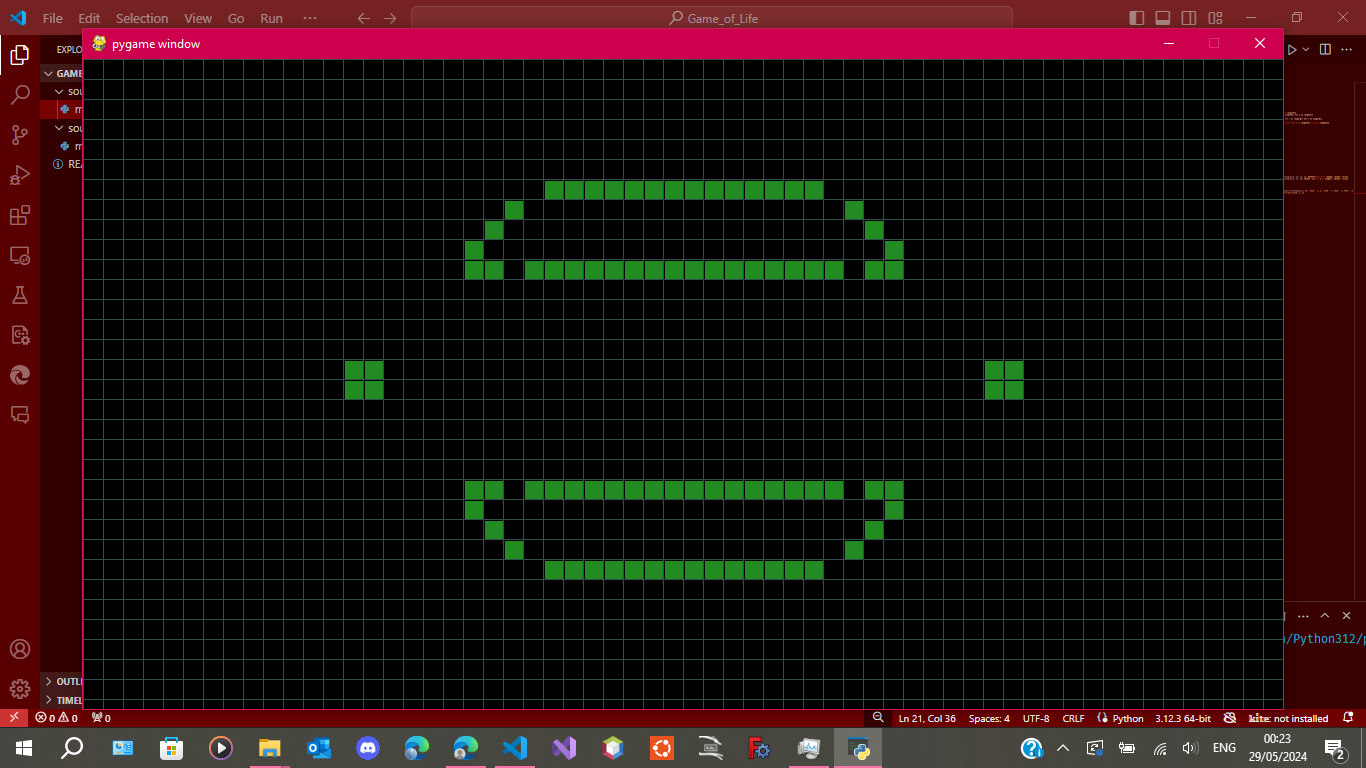 File Edit Selection View Go Run ··· Game_of_Life
pygame window
EXPLO
GAME
sou
m
sou
m
REA
OUTLI
TIMEL
u/Python312/p
0 0 0 Ln 21, Col 36 Spaces: 4 UTF-8 CRLF Python 3.12.3 64-bit kite: not installed
ENG 00:23
29/05/2024
2